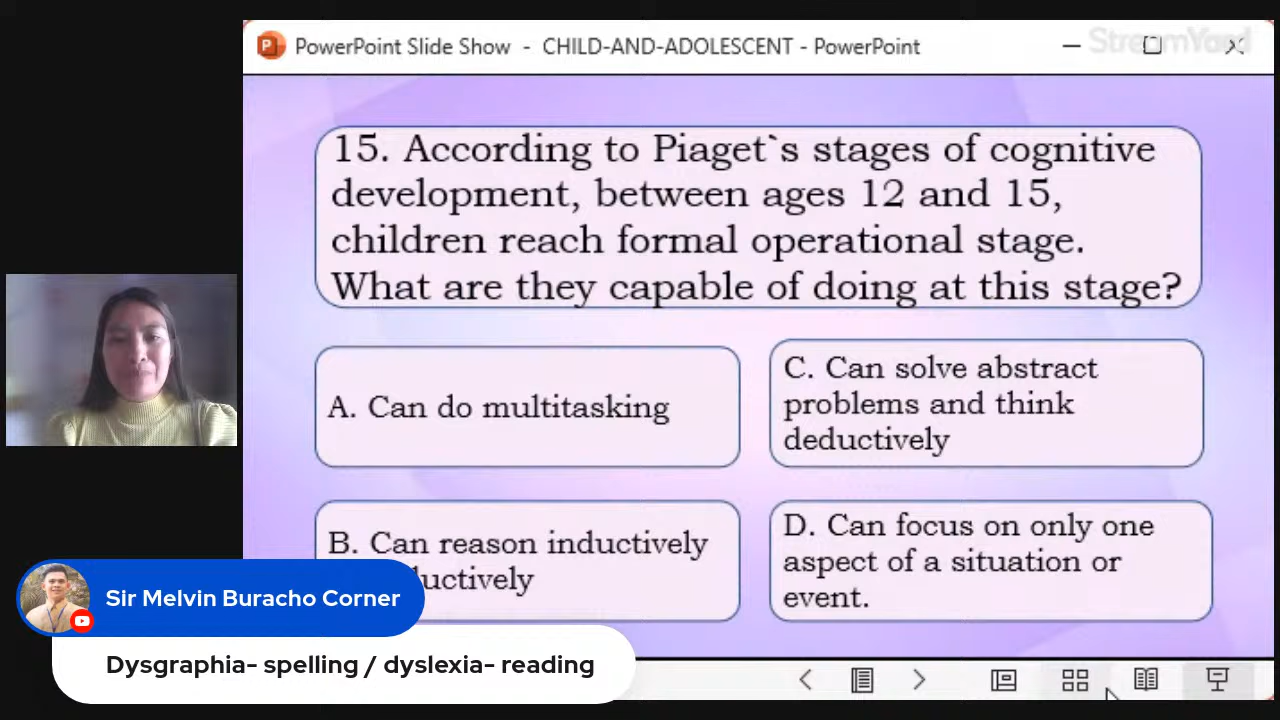 PowerPoint Slide Show - CHILD-AND-ADOLESCENT - PowerPoint
StreamYard
15. According to Piaget`s stages of cognitive
development, between ages 12 and 15,
children reach formal operational stage.
What are they capable of doing at this stage?
A. Can do multitasking
C. Can solve abstract
problems and think
deductively
B. Can reason inductively
D. Can focus on only one
aspect of a situation or
event.
Sir Melvin Buracho Corner
Dysgraphia- spelling / dyslexia- reading